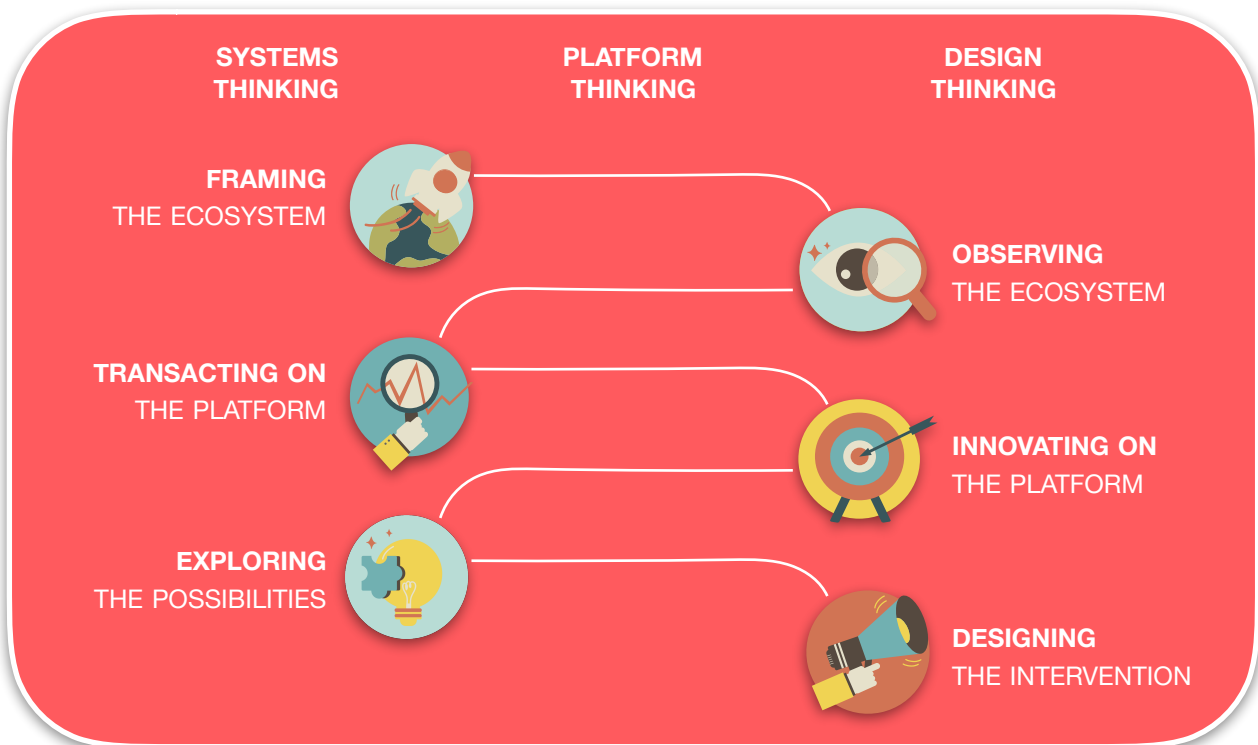 SYSTEMS
THINKING
PLATFORM
THINKING
DESIGN
THINKING
FRAMING
THE ECOSYSTEM
OBSERVING
THE ECOSYSTEM
TRANSACTING ON
THE PLATFORM
INNOVATING ON
THE PLATFORM
EXPLORING
THE POSSIBILITIES
DESIGNING
THE INTERVENTION